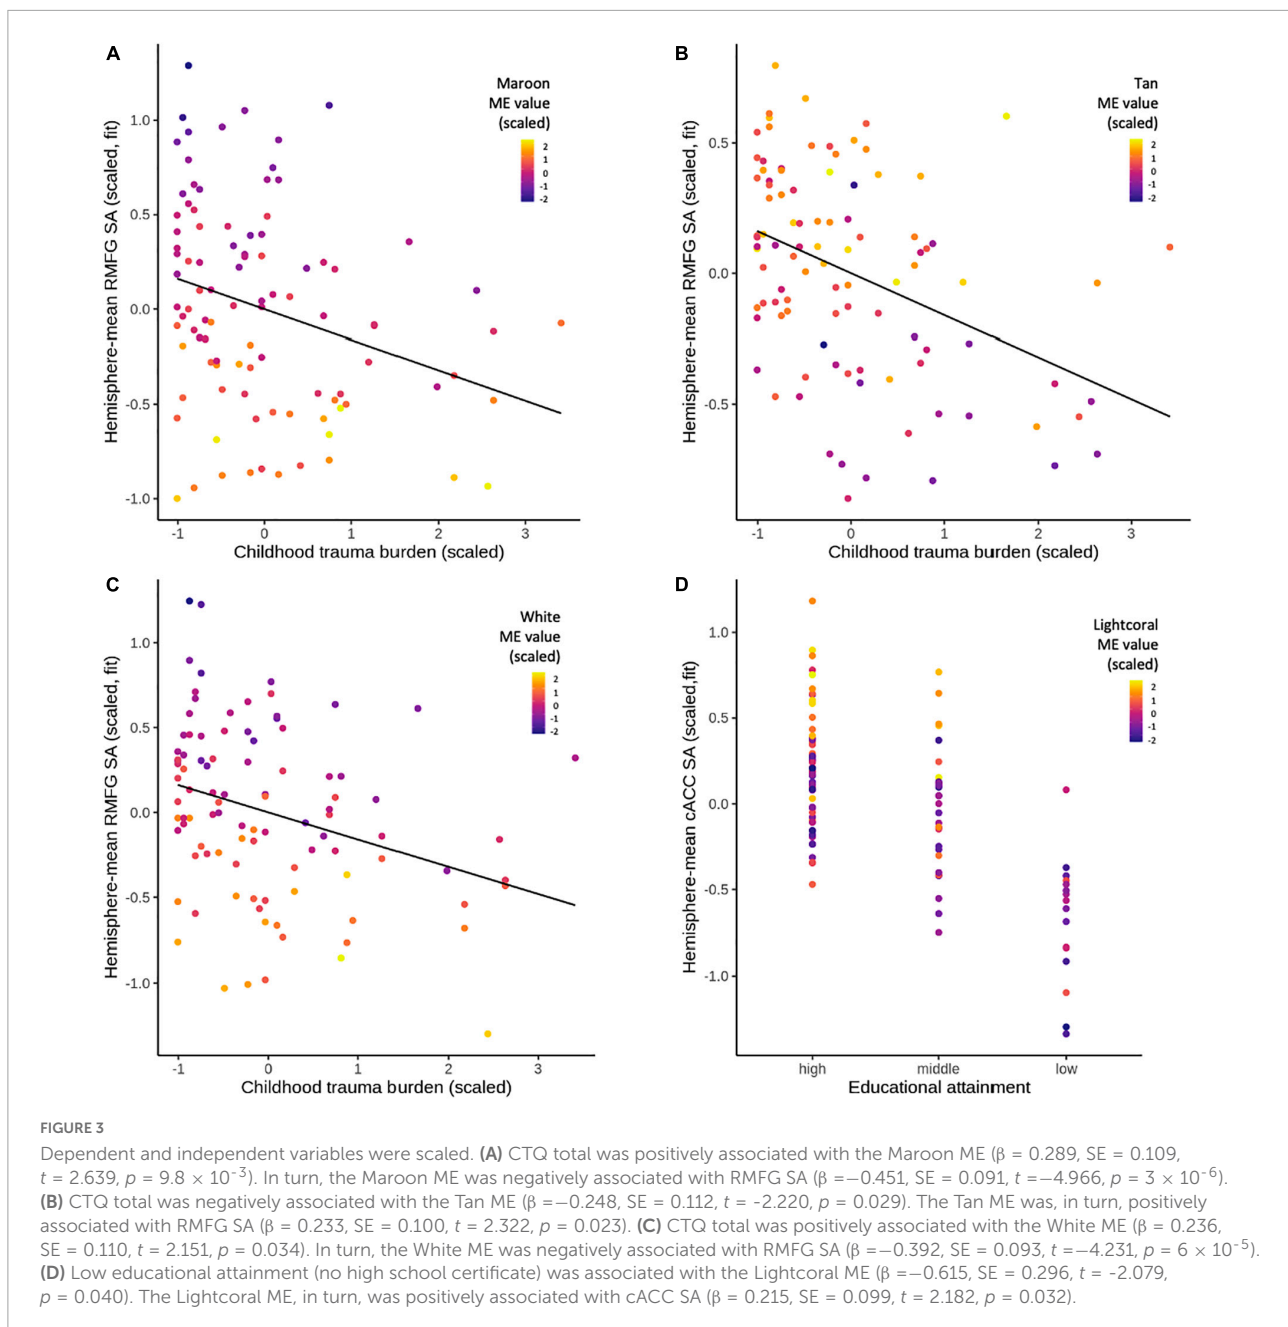 A
Maroon
ME value
(scaled)
2
1
0
-1
-2
Hemisphere-mean RMFG SA (scaled, fit)
1.0
0.5
0.0
-0.5
-1.0
-1 0 1 2 3
Childhood trauma burden (scaled)
B
Tan
ME value
(scaled)
2
1
0
-1
-2
Hemisphere-mean RMFG SA (scaled, fit)
0.5
0.0
-0.5
-1 0 1 2 3
Childhood trauma burden (scaled)
C
White
ME value
(scaled)
2
1
0
-1
-2
Hemisphere-mean RMFG SA (scaled, fit)
1.0
0.5
0.0
-0.5
-1.0
-1 0 1 2 3
Childhood trauma burden (scaled)
D
Lightcoral
ME value
(scaled)
2
1
0
-1
-2
Hemisphere-mean cACC SA (scaled,fit)
1.0
0.5
0.0
-0.5
-1.0
high middle low
Educational attainment
FIGURE 3
Dependent and independent variables were scaled. (A) CTQ total was positively associated with the Maroon ME (β = 0.289, SE = 0.109,
t = 2.639, p = 9.8 × 10⁻³). In turn, the Maroon ME was negatively associated with RMFG SA (β =−0.451, SE = 0.091, t =−4.966, p = 3 × 10⁻⁶).
(B) CTQ total was negatively associated with the Tan ME (β =−0.248, SE = 0.112, t = -2.220, p = 0.029). The Tan ME was, in turn, positively
associated with RMFG SA (β = 0.233, SE = 0.100, t = 2.322, p = 0.023). (C) CTQ total was positively associated with the White ME (β = 0.236,
SE = 0.110, t = 2.151, p = 0.034). In turn, the White ME was negatively associated with RMFG SA (β =−0.392, SE = 0.093, t =−4.231, p = 6 × 10⁻⁵).
(D) Low educational attainment (no high school certificate) was associated with the Lightcoral ME (β =−0.615, SE = 0.296, t = -2.079,
p = 0.040). The Lightcoral ME, in turn, was positively associated with cACC SA (β = 0.215, SE = 0.099, t = 2.182, p = 0.032).